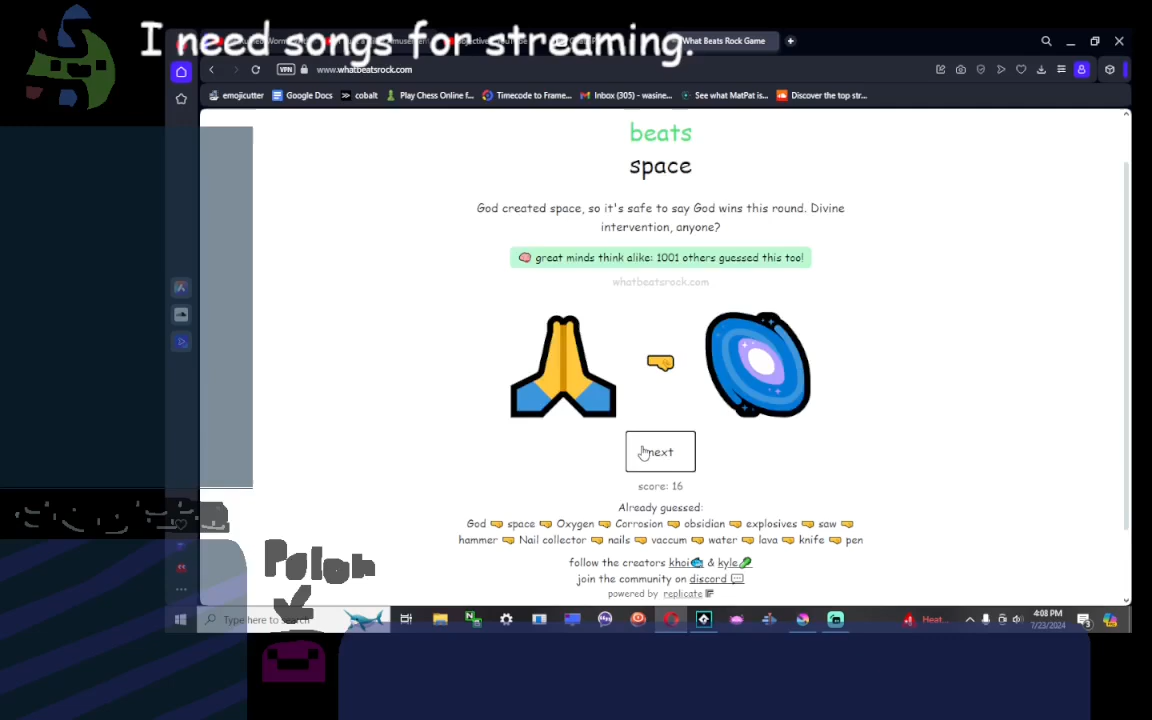 I need songs for streaming.
What Beats Rock Game
VPN www.whatbeatsrock.com
emojicutter Google Docs cobalt Play Chess Online f... Timecode to Frame... Inbox (305) - wasine... See what MatPat is... Discover the top str...
beats
space
God created space, so it's safe to say God wins this round. Divine
intervention, anyone?
great minds think alike: 1001 others guessed this too!
whatbeatsrock.com
next
score: 16
Already guessed:
God 🤜 space 🤜 Oxygen 🤜 Corrosion 🤜 obsidian 🤜 explosives 🤜 saw 🤜
hammer 🤜 Nail collector 🤜 nails 🤜 vaccum 🤜 water 🤜 lava 🤜 knife 🤜 pen
follow the creators khoi & kyle
join the community on discord
powered by replicate
Type here to search
Heat...
4:08 PM
7/23/2024